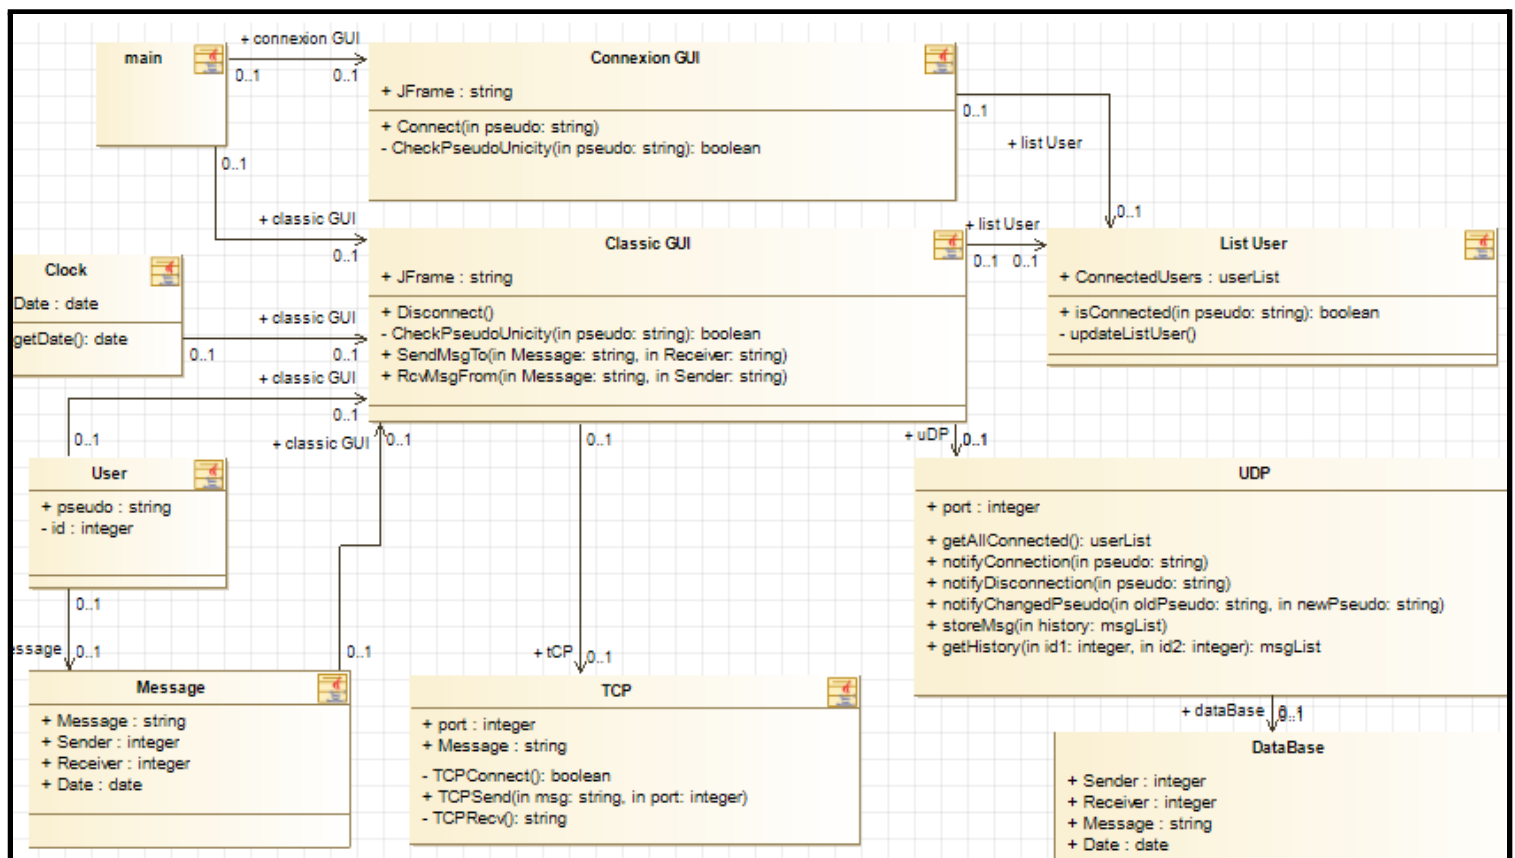 + connexion GUI
main
0..1
0..1
Connexion GUI
+ JFrame : string
+ Connect(in pseudo: string)
- CheckPseudoUnicity(in pseudo: string): boolean
0..1
+ list User
0..1
0..1
+ classic GUI
0..1
Classic GUI
+ JFrame : string
+ Disconnect()
- CheckPseudoUnicity(in pseudo: string): boolean
+ SendMsgTo(in Message: string, in Receiver: string)
+ RcvMsgFrom(in Message: string, in Sender: string)
+ list User
0..1
0..1
List User
+ ConnectedUsers : userList
+ isConnected(in pseudo: string): boolean
- updateListUser()
Clock
Date : date
getDate(): date
+ classic GUI
0..1
0..1
+ classic GUI
0..1
0..1
+ classic GUI
0..1
0..1
+ uDP
0..1
User
+ pseudo : string
- id : integer
0..1
essage
0..1
0..1
Message
+ Message : string
+ Sender : integer
+ Receiver : integer
+ Date : date
+ tCP
0..1
TCP
+ port : integer
+ Message : string
- TCPConnect(): boolean
+ TCPSend(in msg: string, in port: integer)
- TCPRecv(): string
UDP
+ port : integer
+ getAllConnected(): userList
+ notifyConnection(in pseudo: string)
+ notifyDisconnection(in pseudo: string)
+ notifyChangedPseudo(in oldPseudo: string, in newPseudo: string)
+ storeMsg(in history: msgList)
+ getHistory(in id1: integer, in id2: integer): msgList
+ dataBase
0..1
DataBase
+ Sender : integer
+ Receiver : integer
+ Message : string
+ Date : date